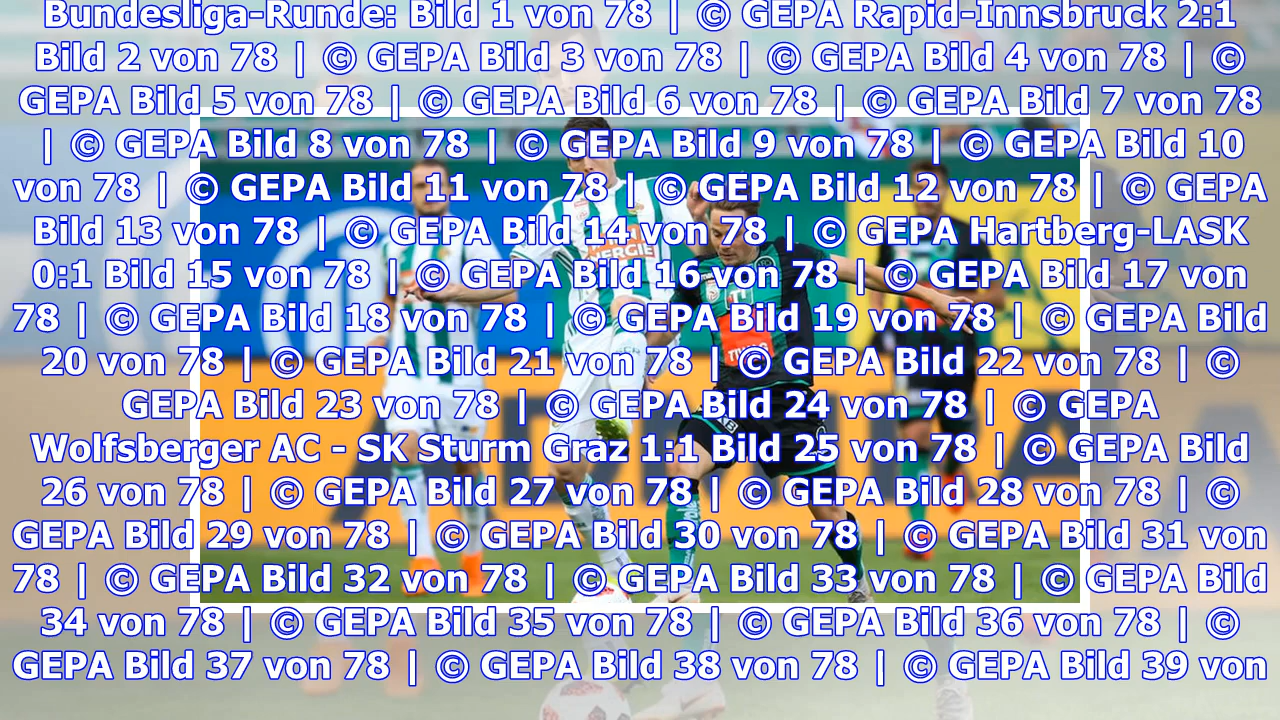 Bundesliga-Runde: Bild 1 von 78 | © GEPA Rapid-Innsbruck 2:1
Bild 2 von 78 | © GEPA Bild 3 von 78 | © GEPA Bild 4 von 78 | ©
GEPA Bild 5 von 78 | © GEPA Bild 6 von 78 | © GEPA Bild 7 von 78
| © GEPA Bild 8 von 78 | © GEPA Bild 9 von 78 | © GEPA Bild 10
von 78 | © GEPA Bild 11 von 78 | © GEPA Bild 12 von 78 | © GEPA
Bild 13 von 78 | © GEPA Bild 14 von 78 | © GEPA Hartberg-LASK
0:1 Bild 15 von 78 | © GEPA Bild 16 von 78 | © GEPA Bild 17 von
78 | © GEPA Bild 18 von 78 | © GEPA Bild 19 von 78 | © GEPA Bild
20 von 78 | © GEPA Bild 21 von 78 | © GEPA Bild 22 von 78 | ©
GEPA Bild 23 von 78 | © GEPA Bild 24 von 78 | © GEPA
Wolfsberger AC - SK Sturm Graz 1:1 Bild 25 von 78 | © GEPA Bild
26 von 78 | © GEPA Bild 27 von 78 | © GEPA Bild 28 von 78 | ©
GEPA Bild 29 von 78 | © GEPA Bild 30 von 78 | © GEPA Bild 31 von
78 | © GEPA Bild 32 von 78 | © GEPA Bild 33 von 78 | © GEPA Bild
34 von 78 | © GEPA Bild 35 von 78 | © GEPA Bild 36 von 78 | ©
GEPA Bild 37 von 78 | © GEPA Bild 38 von 78 | © GEPA Bild 39 von